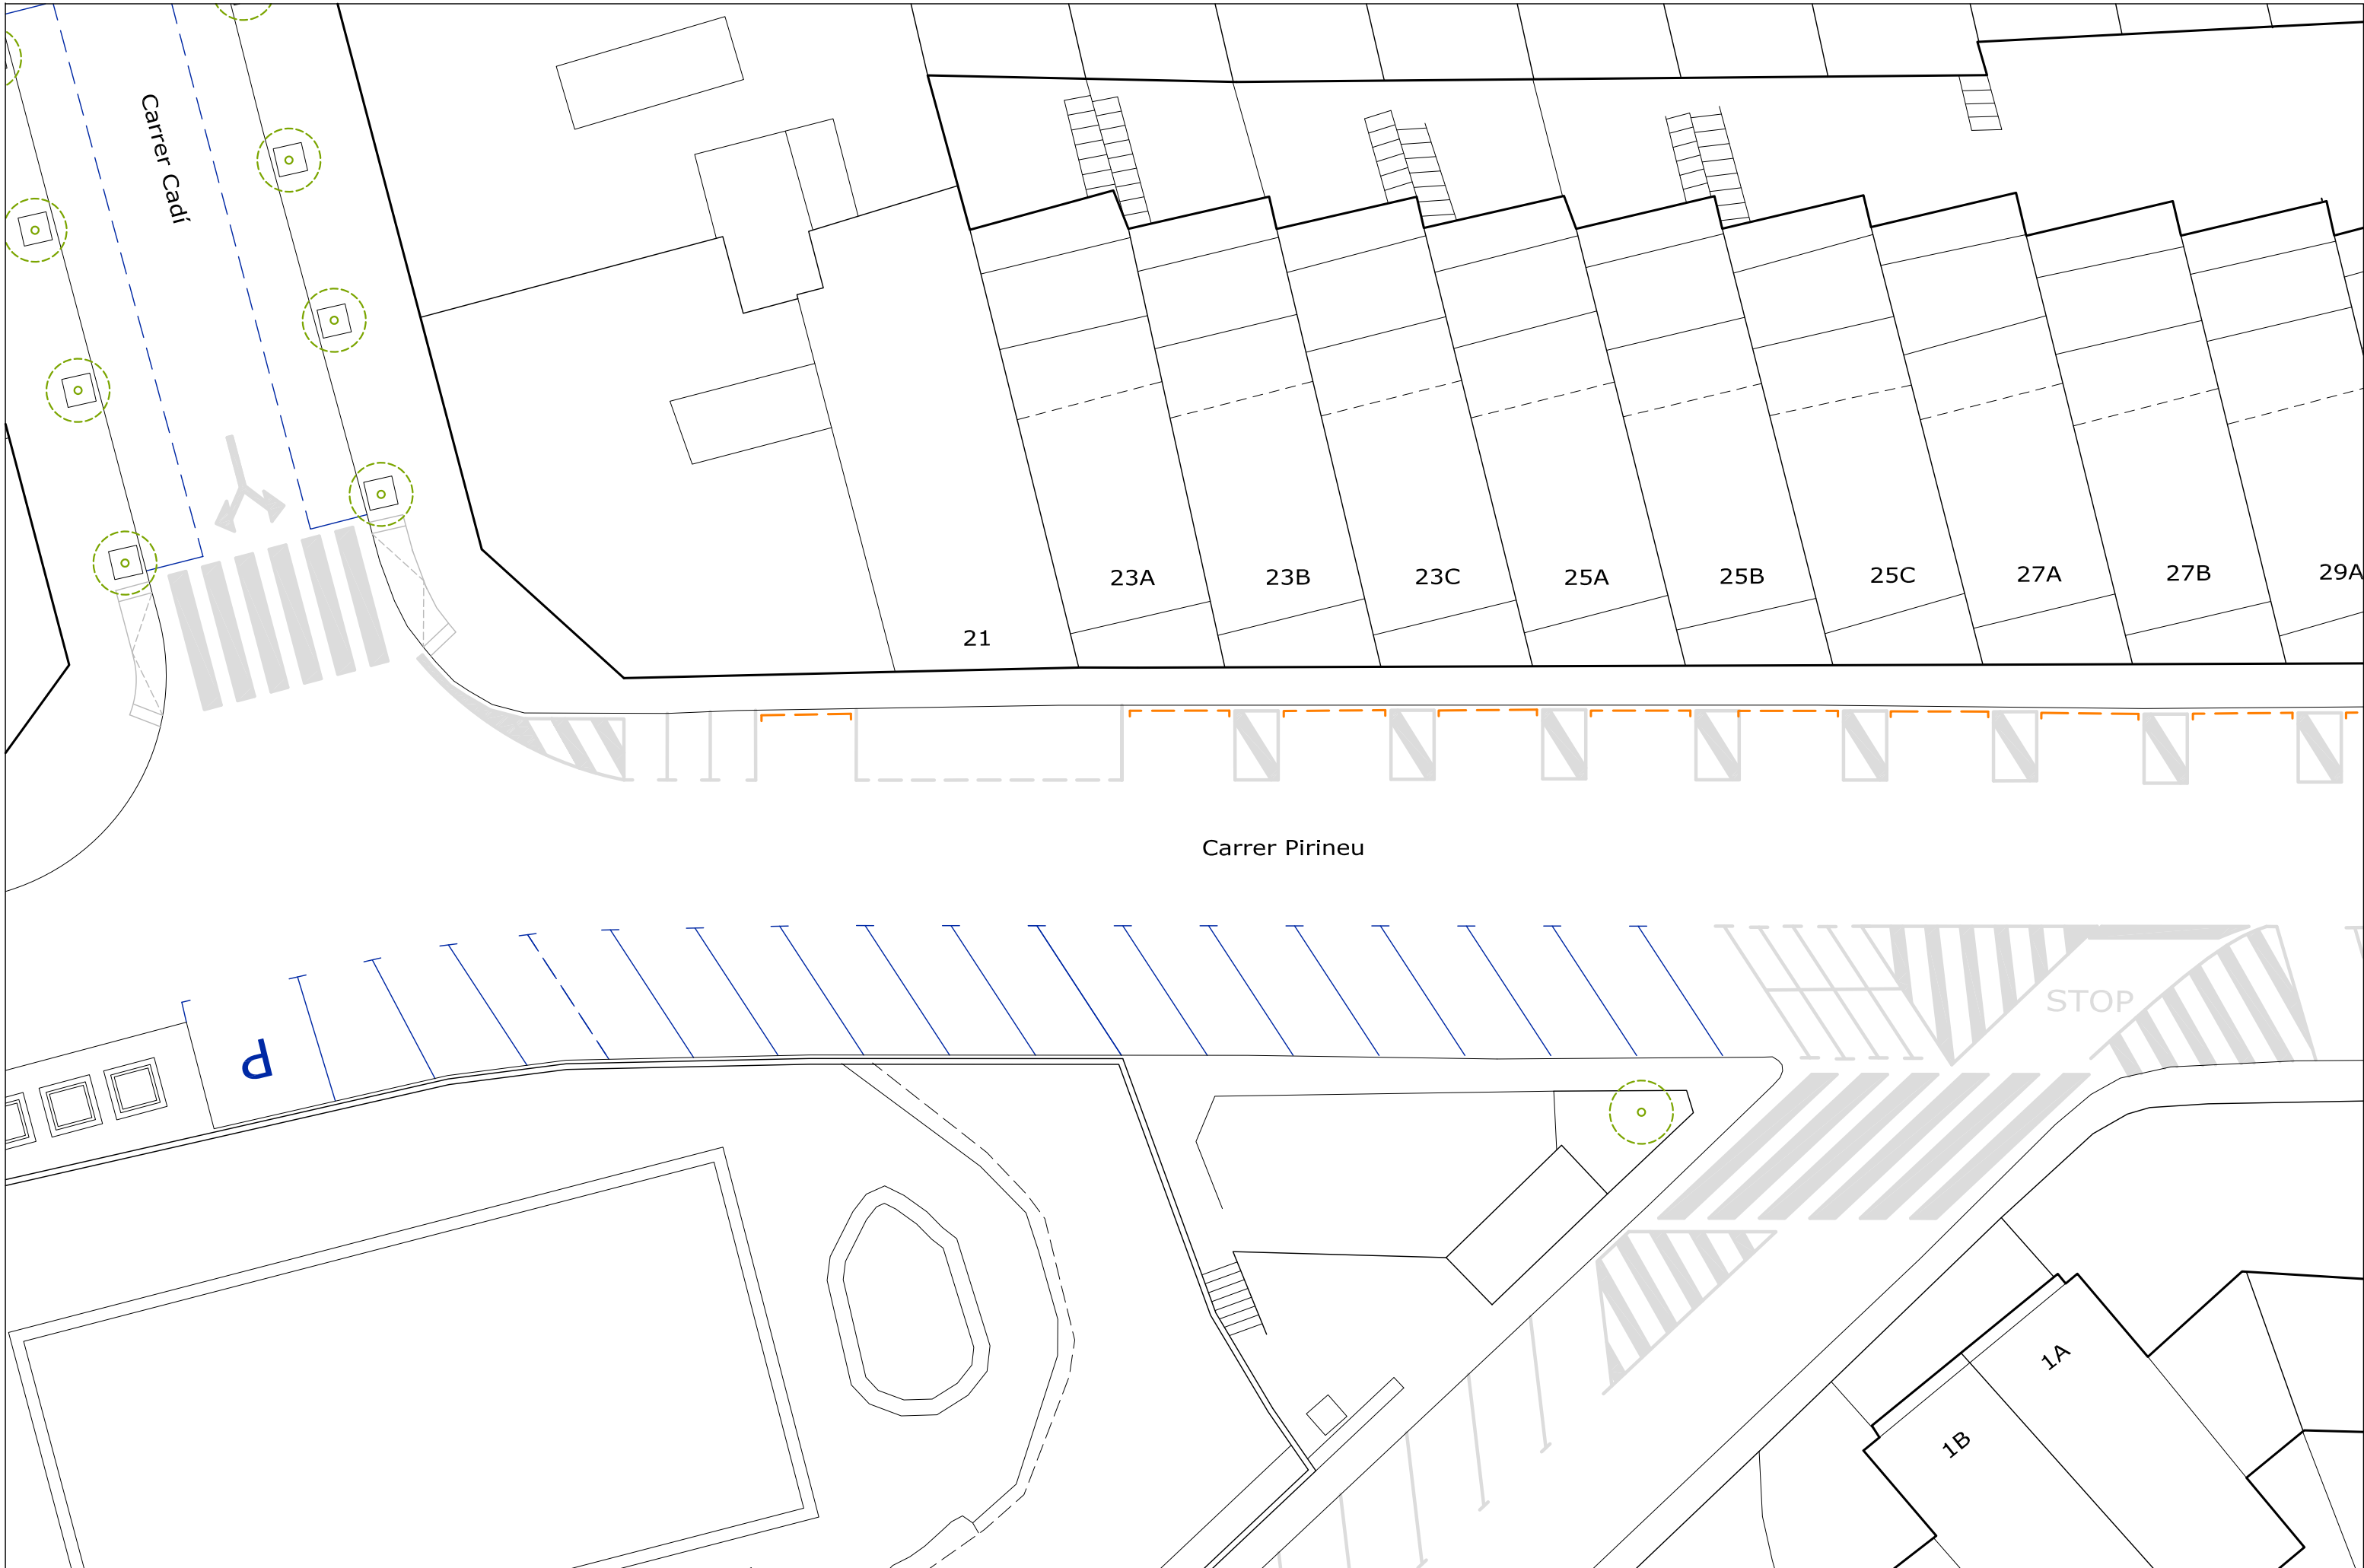 Carrer Cadí
23A
23B
23C
25A
25B
25C
27A
27B
29A
21
Carrer Pirineu
STOP
P
1A
1B